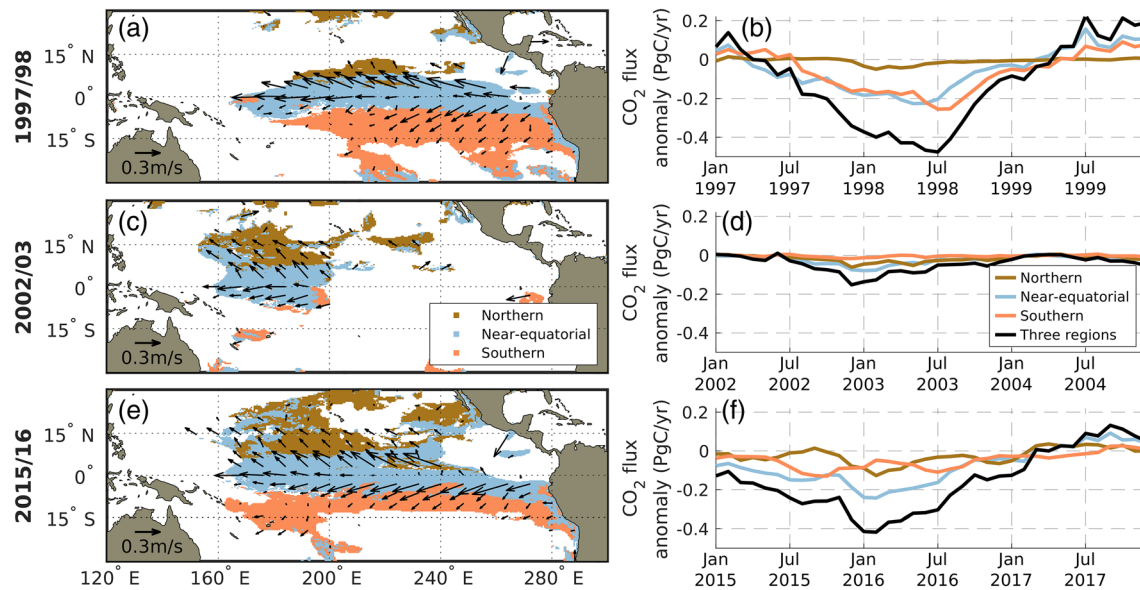 1997/98
(a)
15° N
0°
15° S
0.3m/s
(b)
CO2 flux
anomaly (PgC/yr)
0.2
0
-0.2
-0.4
Jan Jul Jan Jul Jan Jul
1997 1997 1998 1998 1999 1999
2002/03
(c)
15° N
0°
15° S
0.3m/s
Northern
Near-equatorial
Southern
(d)
CO2 flux
anomaly (PgC/yr)
0.2
0
-0.2
-0.4
Northern
Near-equatorial
Southern
Three regions
Jan Jul Jan Jul Jan Jul
2002 2002 2003 2003 2004 2004
2015/16
(e)
15° N
0°
15° S
0.3m/s
120° E 160° E 200° E 240° E 280° E
(f)
CO2 flux
anomaly (PgC/yr)
0.2
0
-0.2
-0.4
Jan Jul Jan Jul Jan Jul
2015 2015 2016 2016 2017 2017